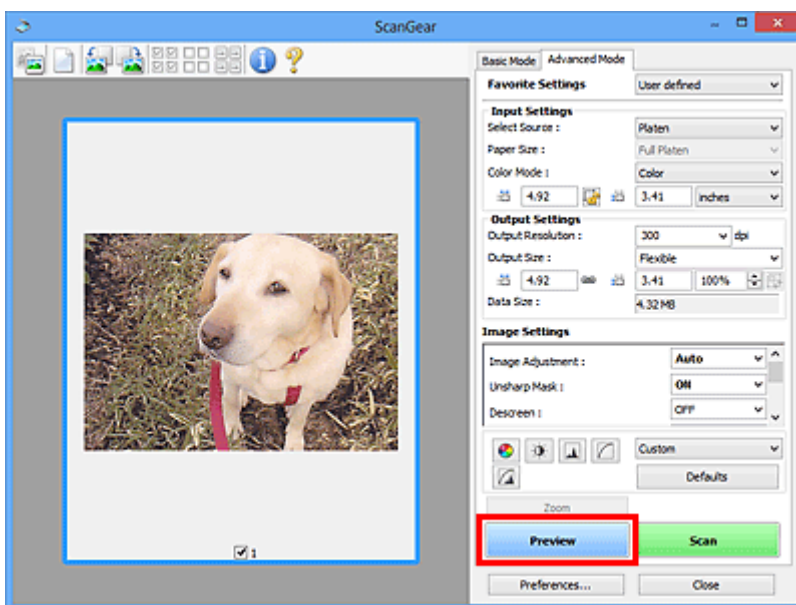 ScanGear
Basic Mode Advanced Mode
Favorite Settings User defined
Input Settings
Select Source : Platen
Paper Size : Full Platen
Color Mode : Color
4.92 3.41 inches
Output Settings
Output Resolution : 300 dpi
Output Size : Flexible
4.92 3.41 100%
Data Size : 4.32 MB
Image Settings
Image Adjustment : Auto
Unsharp Mask : ON
Descreen : OFF
Custom
Defaults
Zoom
Preview Scan
1
Preferences... Close